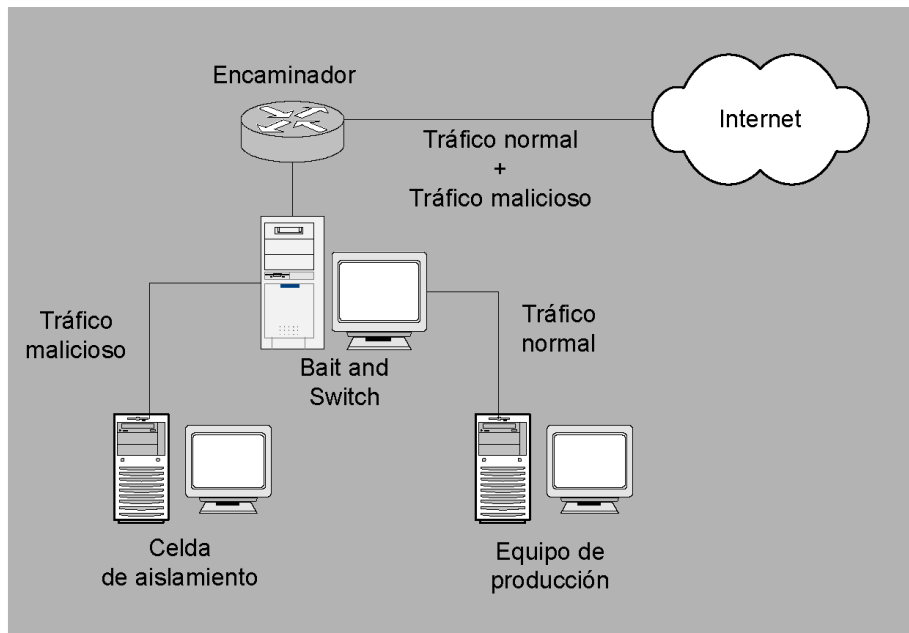 Encaminador
Internet
Tráfico normal
+
Tráfico malicioso
Tráfico
malicioso
Tráfico
normal
Bait and
Switch
Celda
de aislamiento
Equipo de
producción